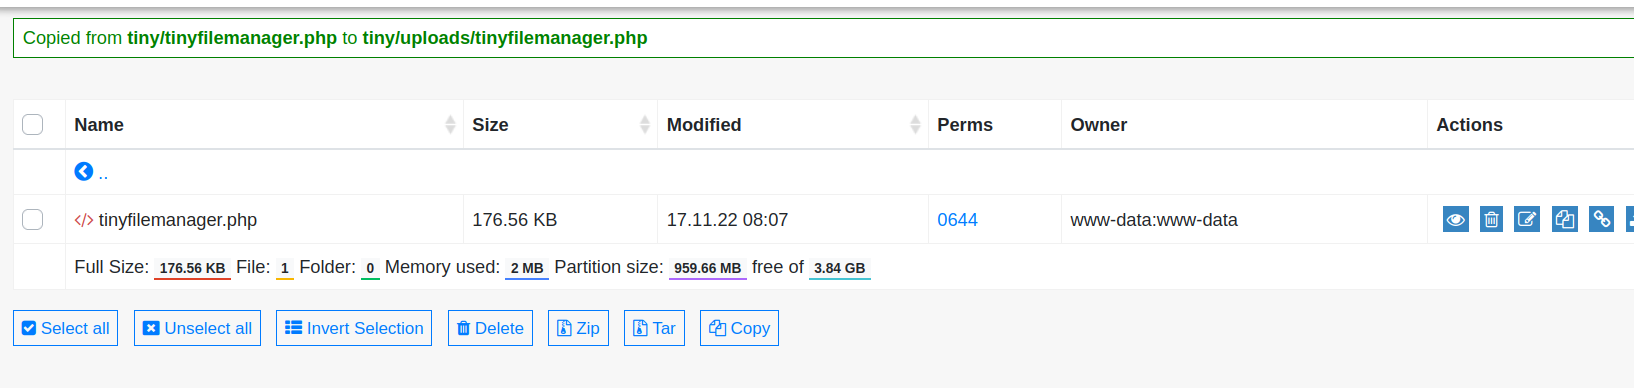 Copied from tiny/tinyfilemanager.php to tiny/uploads/tinyfilemanager.php
Name Size Modified Perms Owner Actions
..
tinyfilemanager.php 176.56 KB 17.11.22 08:07 0644 www-data:www-data
Full Size: 176.56 KB File: 1 Folder: 0 Memory used: 2 MB Partition size: 959.66 MB free of 3.84 GB
Select all Unselect all Invert Selection Delete Zip Tar Copy